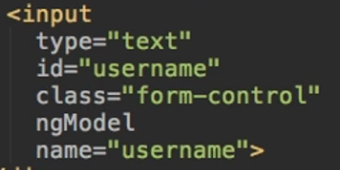 <input
type="text"
id="username"
class="form-control"
ngModel
name="username">